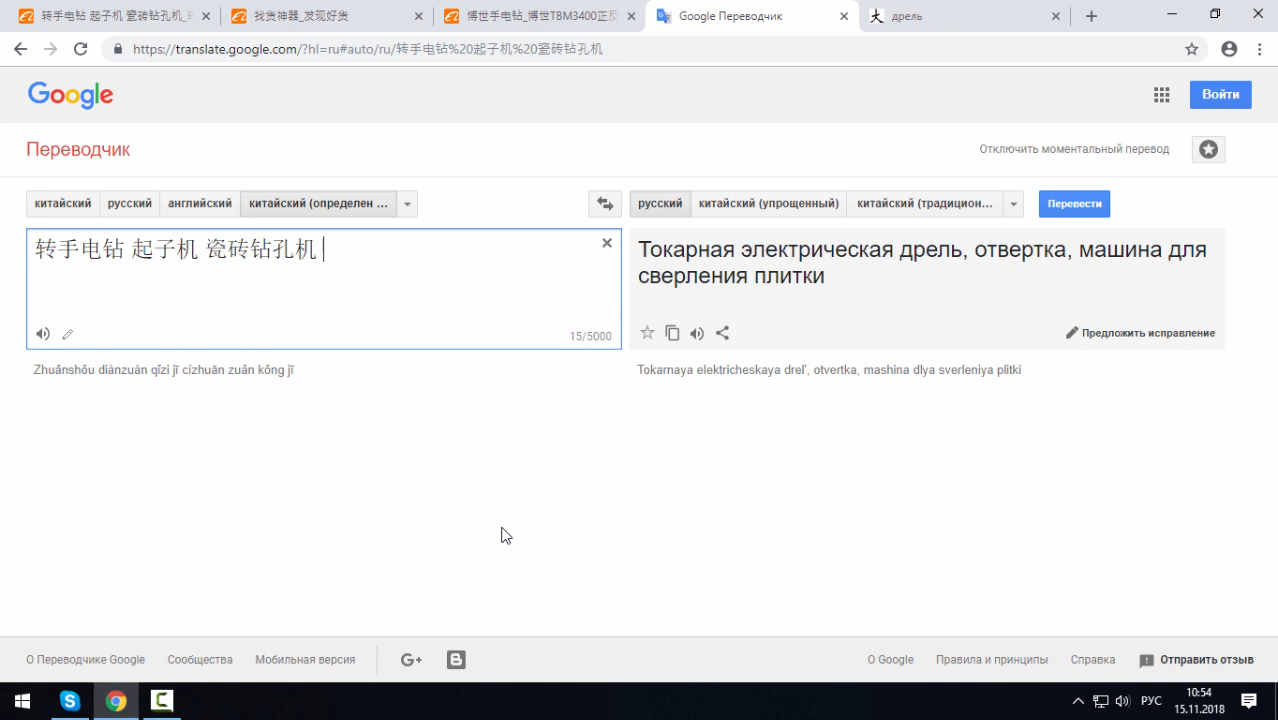 转手电钻 起子机 瓷砖钻孔机_转
找货神器_发现好货
博世手电钻_博世TBM3400正反
Google Переводчик
дрель
https://translate.google.com/?hl=ru#auto/ru/转手电钻%20起子机%20瓷砖钻孔机
Google
Войти
Переводчик
Отключить моментальный перевод
китайский русский английский китайский (определен ...
русский китайский (упрощенный) китайский (традицион... Перевести
转手电钻 起子机 瓷砖钻孔机
15/5000
Токарная электрическая дрель, отвертка, машина для
сверления плитки
Предложить исправление
Zhuǎnshǒu diànzuàn qǐzi jī cízhuān zuān kǒng jī
Tokarnaya elektricheskaya drel', otvertka, mashina dlya sverleniya plitki
О Переводчике Google Сообщества Мобильная версия G+ О Google Правила и принципы Справка Отправить отзыв
РУС
10:54
15.11.2018